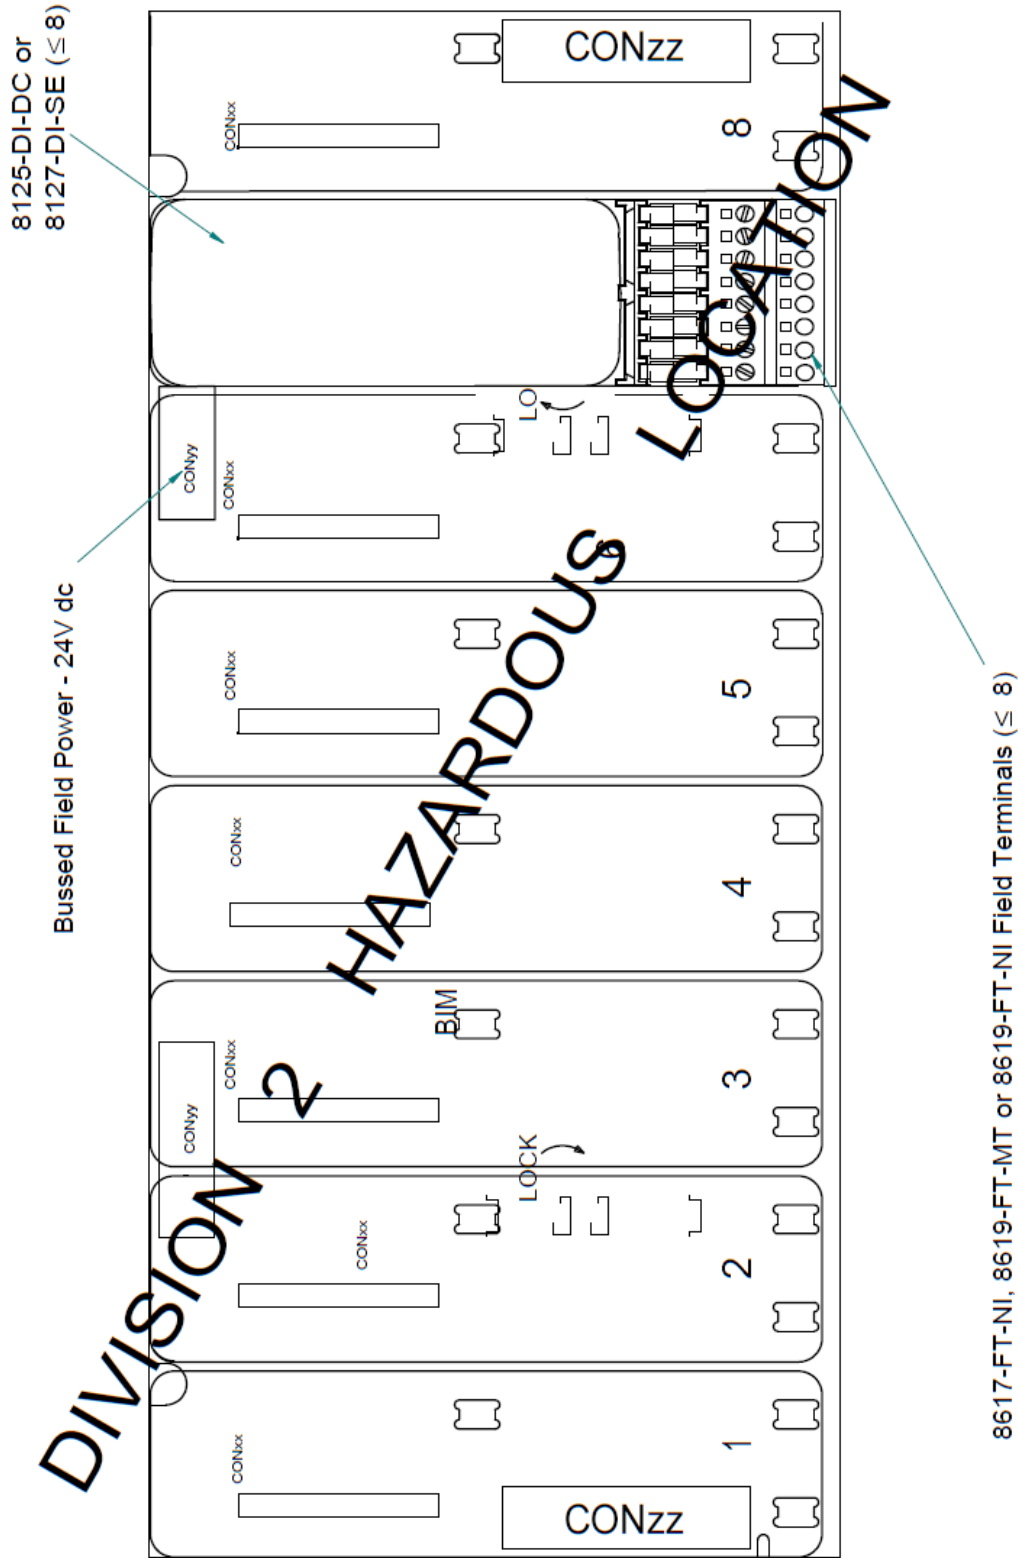 8125-DI-DC or
8127-DI-SE (≤ 8)
CONzz
CONxx
8
Bussed Field Power - 24V dc
CONyy
CONxx
LO
6
CONxx
5
CONxx
4
BIM
CONxx
CONyy
3
LOCK
CONxx
2
CONxx
1
CONzz
DIVISION 2 HAZARDOUS LOCATION
8617-FT-NI, 8619-FT-MT or 8619-FT-NI Field Terminals (≤ 8)